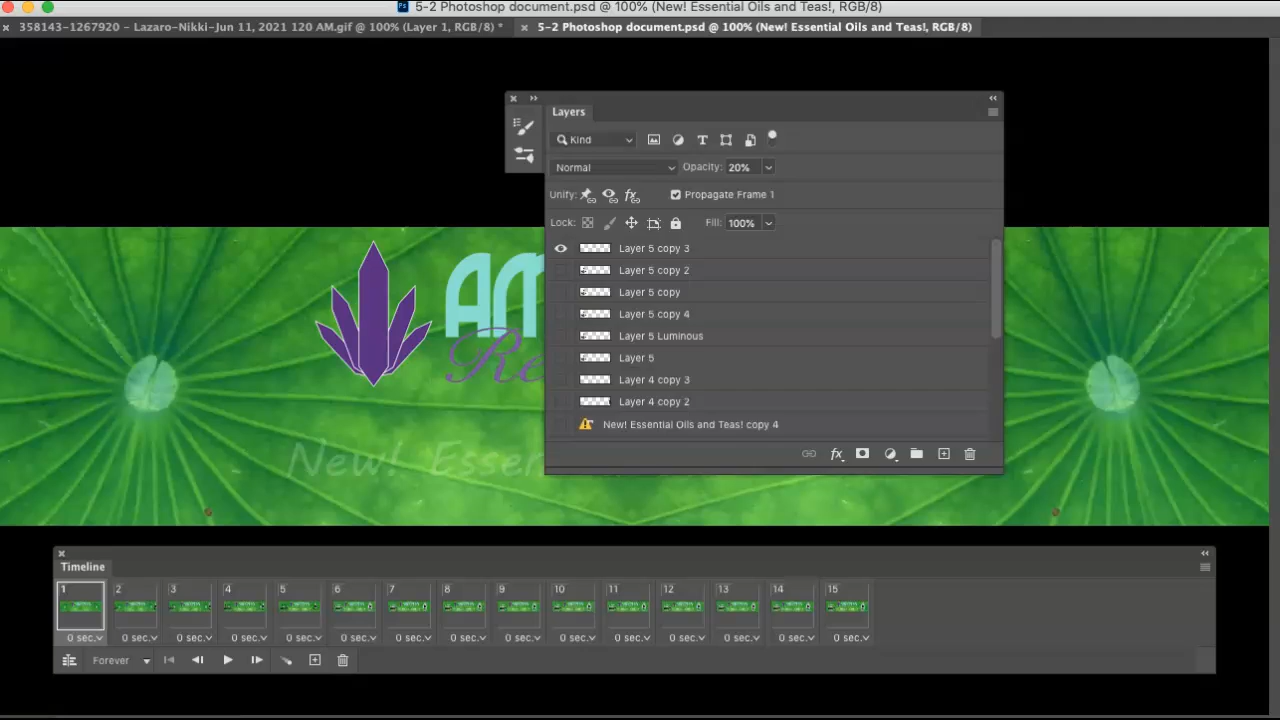 5-2 Photoshop document.psd @ 100% (New! Essential Oils and Teas!, RGB/8)
358143-1267920 - Lazaro-Nikki-Jun 11, 2021 120 AM.gif @ 100% (Layer 1, RGB/8) *
5-2 Photoshop document.psd @ 100% (New! Essential Oils and Teas!, RGB/8)
Layers
Kind
Normal
Opacity: 20%
Unify:
Propagate Frame 1
Lock:
Fill: 100%
Layer 5 copy 3
Layer 5 copy 2
Layer 5 copy
Layer 5 copy 4
Layer 5 Luminous
Layer 5
Layer 4 copy 3
Layer 4 copy 2
New! Essential Oils and Teas! copy 4
fx
AM
Re
New! Essen
Timeline
1 2 3 4 5 6 7 8 9 10 11 12 13 14 15
0 sec. 0 sec. 0 sec. 0 sec. 0 sec. 0 sec. 0 sec. 0 sec. 0 sec. 0 sec. 0 sec. 0 sec. 0 sec. 0 sec. 0 sec.
Forever